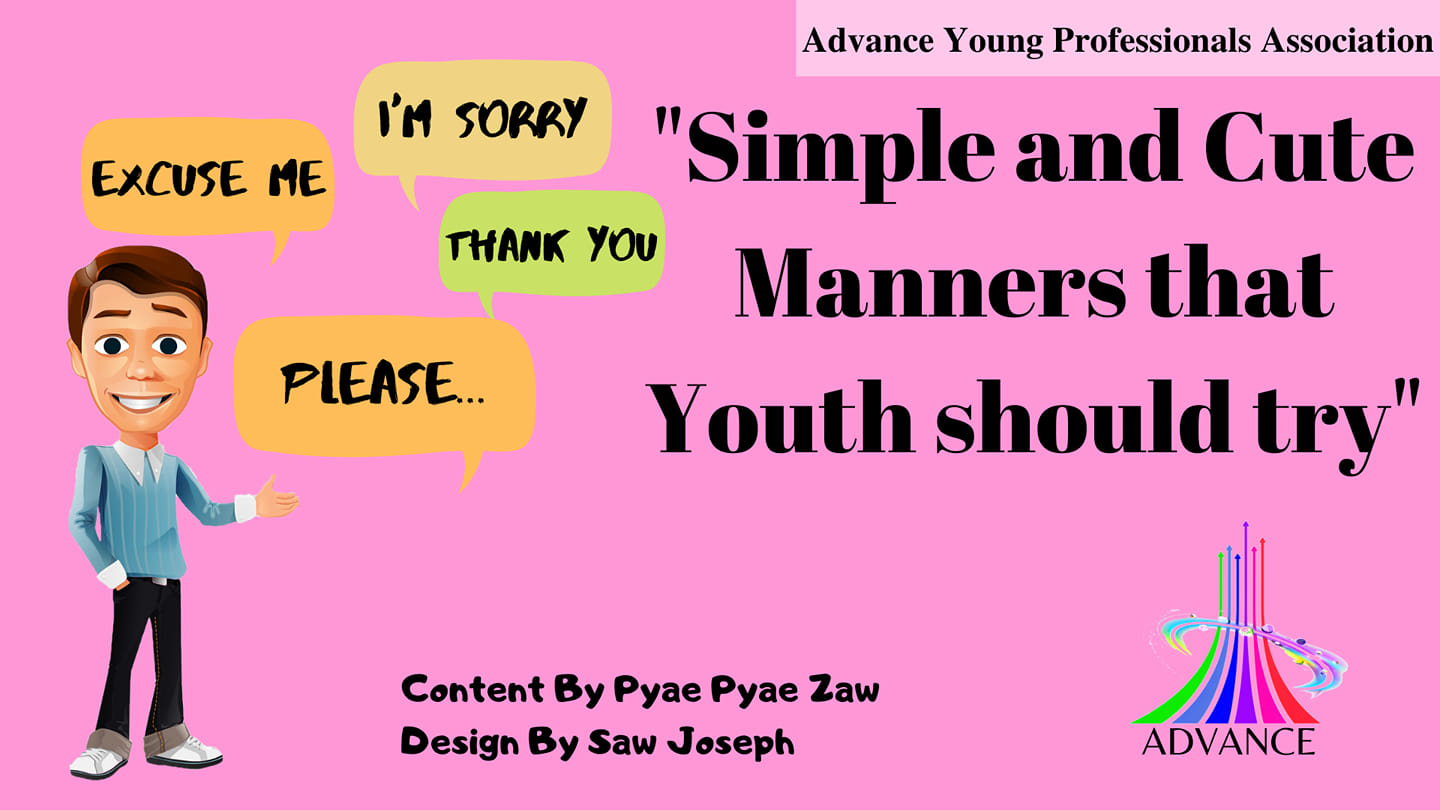 Advance Young Professionals Association
I'M SORRY
EXCUSE ME
THANK YOU
PLEASE...
"Simple and Cute
Manners that
Youth should try"
Content By Pyae Pyae Zaw
Design By Saw Joseph
ADVANCE